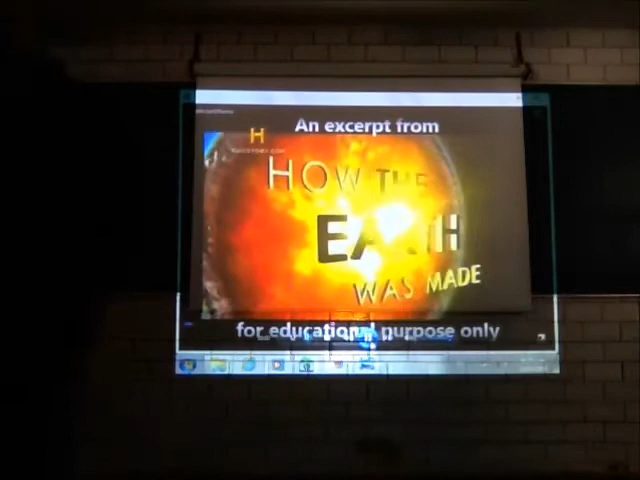 An excerpt from
H
HOW THE
EARTH
WAS MADE
for educational purpose only